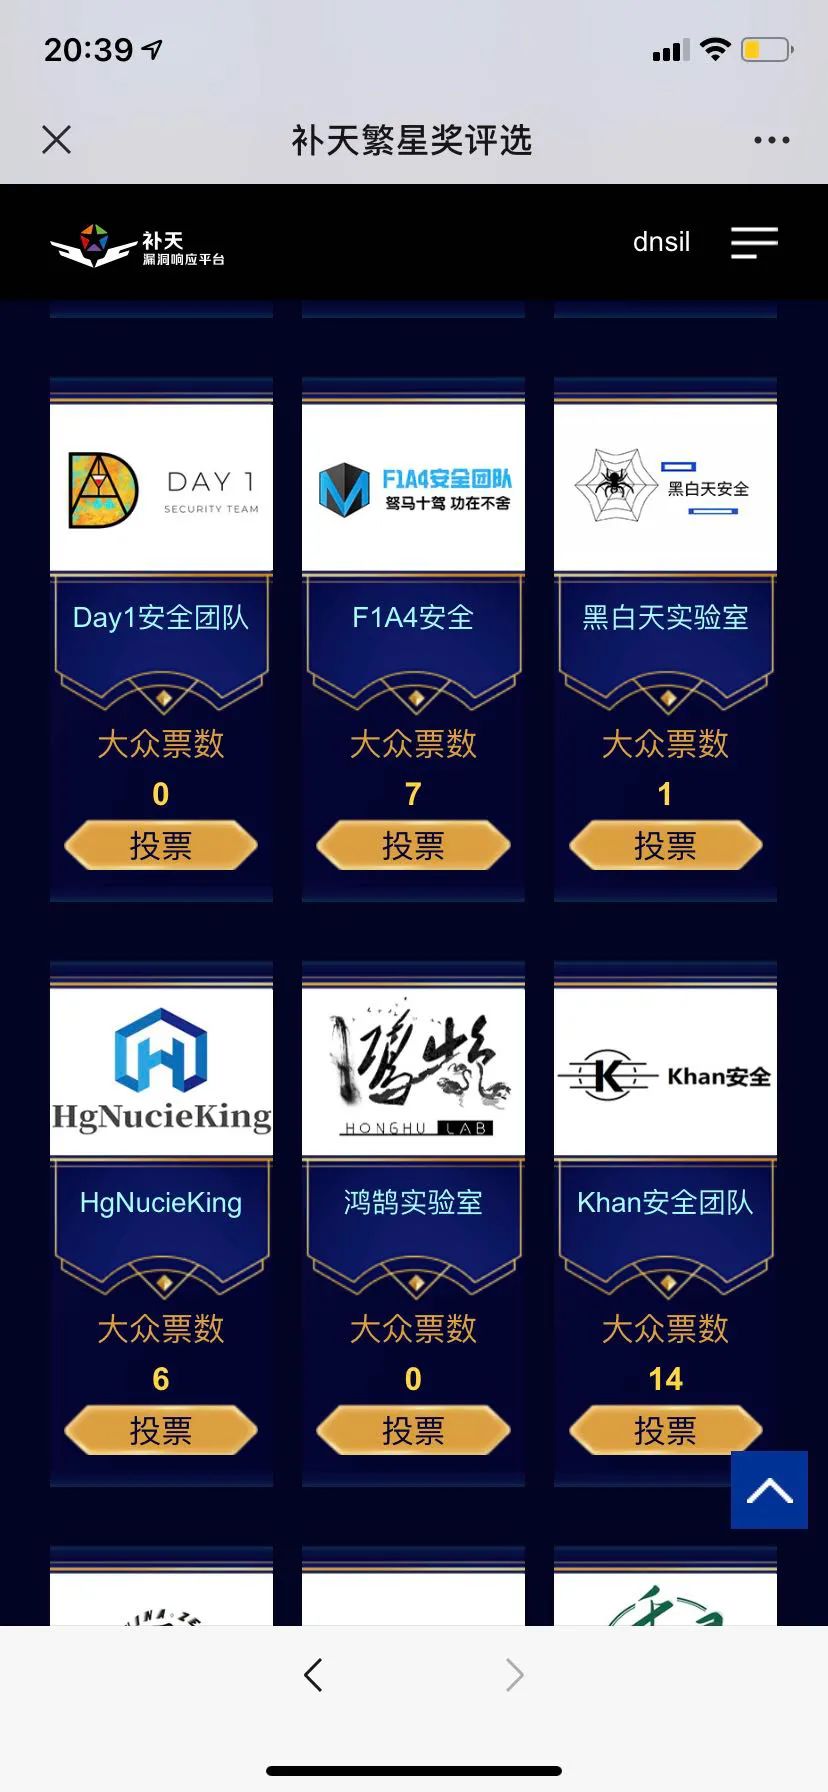 20:39
补天繁星奖评选
补天
漏洞响应平台
dnsil
DAY 1
SECURITY TEAM
F1A4安全团队
驽马十驾 功在不舍
黑白天安全
Day1安全团队
F1A4安全
黑白天实验室
大众票数
大众票数
大众票数
0
7
1
投票
投票
投票
HgNucieKing
鸿鹄
HONGHU LAB
K
Khan安全
HgNucieKing
鸿鹄实验室
Khan安全团队
大众票数
大众票数
大众票数
6
0
14
投票
投票
投票